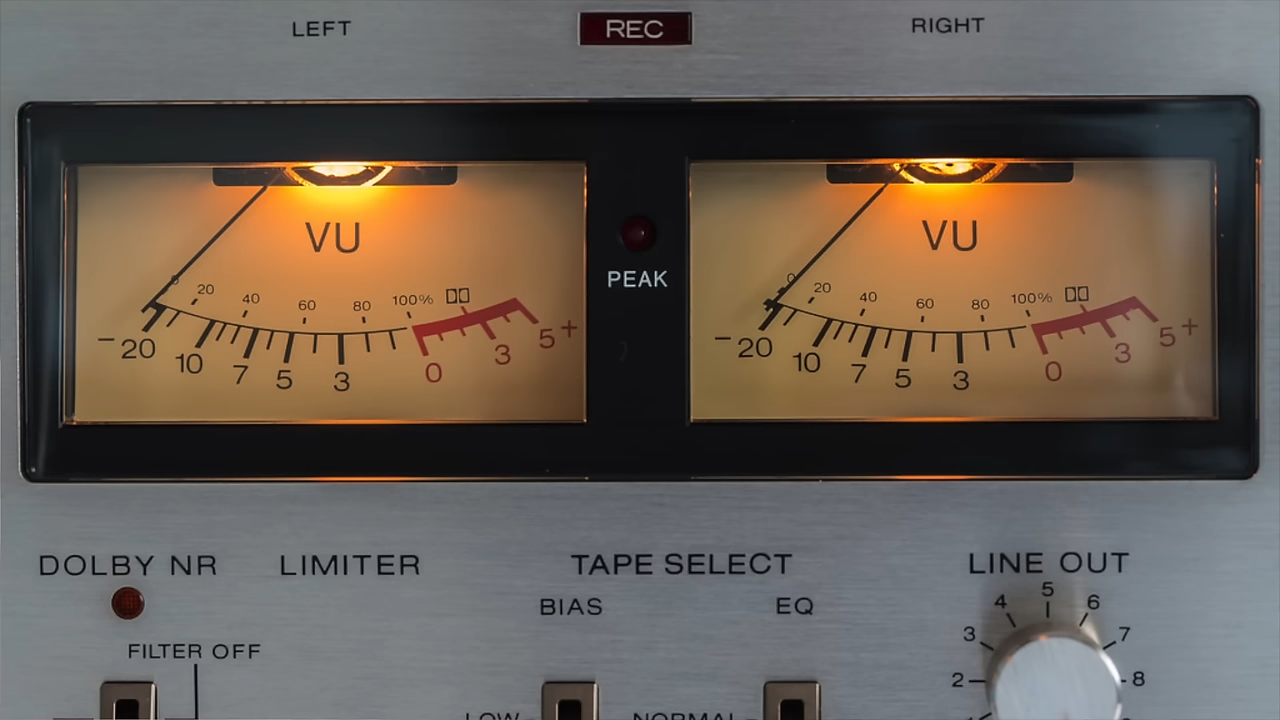 LEFT
REC
RIGHT
VU
0 20 40 60 80 100%
− 20 10 7 5 3 0 3 5 +
PEAK
VU
0 20 40 60 80 100%
− 20 10 7 5 3 0 3 5 +
DOLBY NR
LIMITER
TAPE SELECT
LINE OUT
BIAS
EQ
FILTER OFF
2 3 4 5 6 7 8
LOW
NORMAL